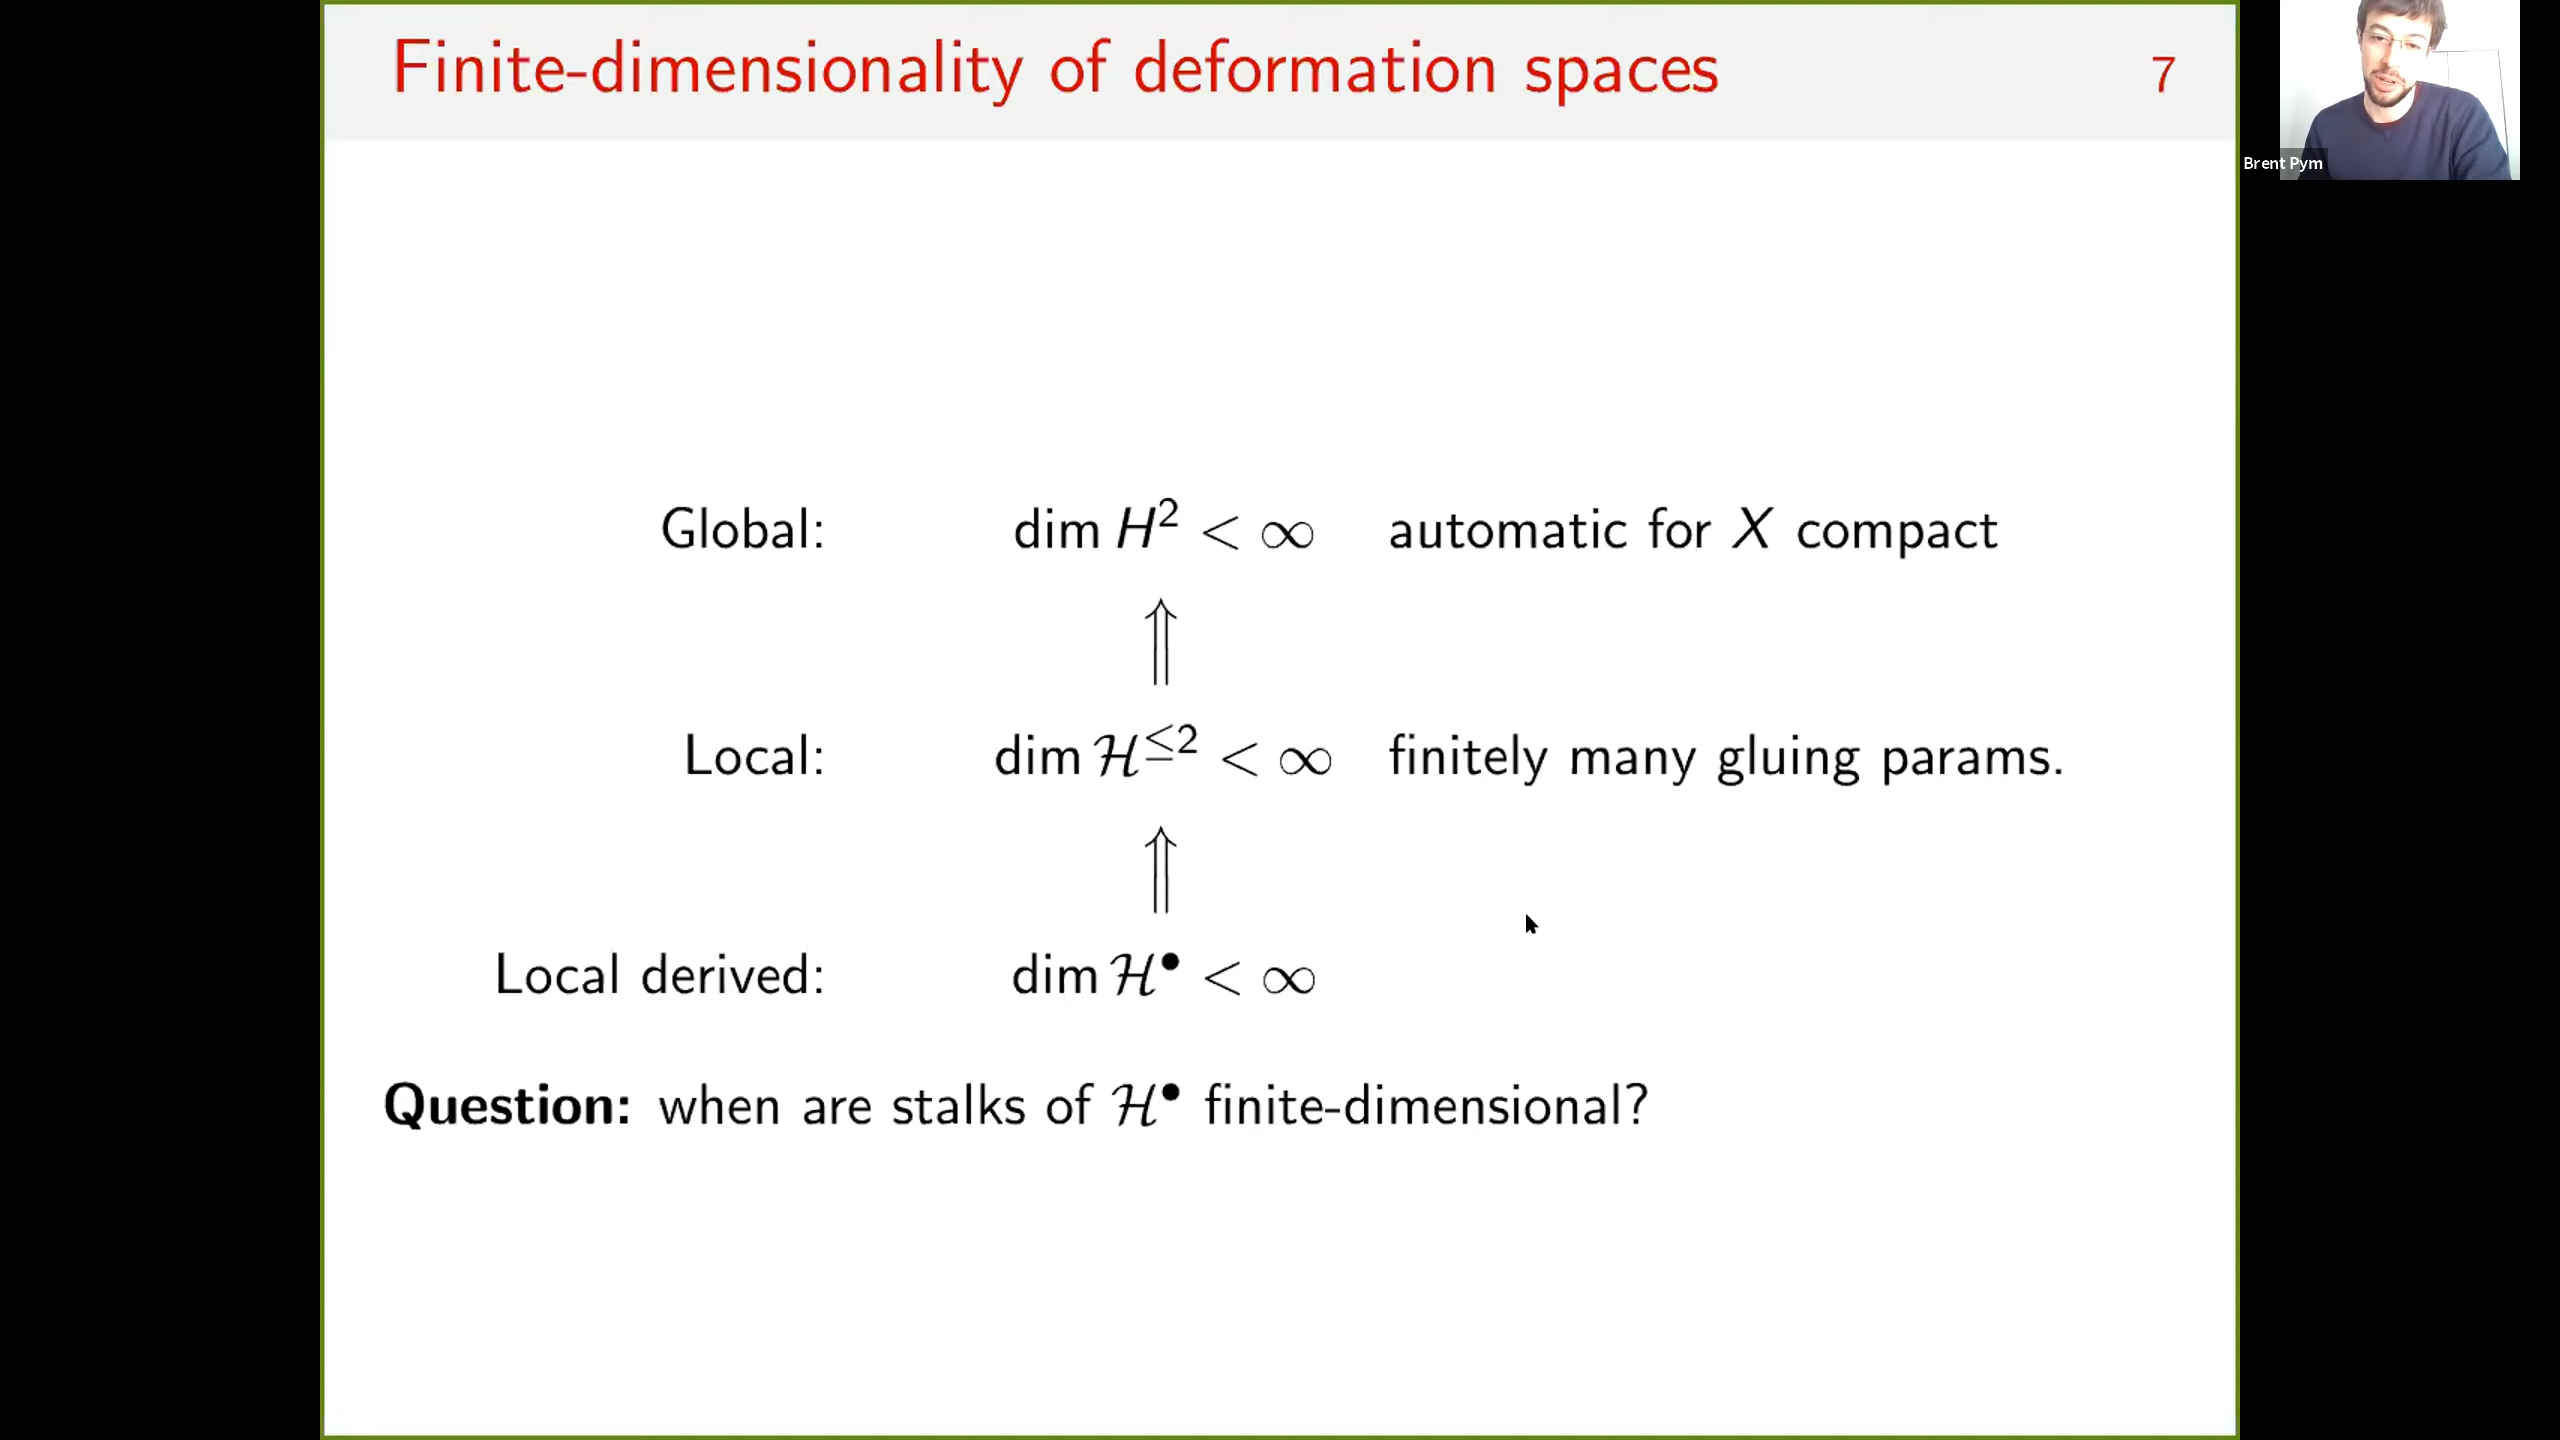 Finite-dimensionality of deformation spaces 7
Brent Pym
Global: dim H² < ∞ automatic for X compact
⇑
Local: dim ℋ^{≤2} < ∞ finitely many gluing params.
⇑
Local derived: dim ℋ^• < ∞
Question: when are stalks of ℋ^• finite-dimensional?